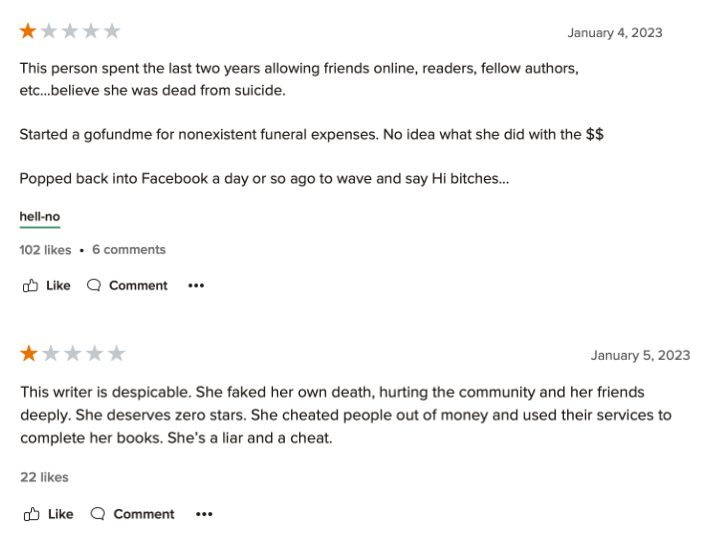 January 4, 2023
This person spent the last two years allowing friends online, readers, fellow authors,
etc...believe she was dead from suicide.
Started a gofundme for nonexistent funeral expenses. No idea what she did with the $$
Popped back into Facebook a day or so ago to wave and say Hi bitches...
hell-no
102 likes • 6 comments
Like Comment •••
January 5, 2023
This writer is despicable. She faked her own death, hurting the community and her friends
deeply. She deserves zero stars. She cheated people out of money and used their services to
complete her books. She's a liar and a cheat.
22 likes
Like Comment •••